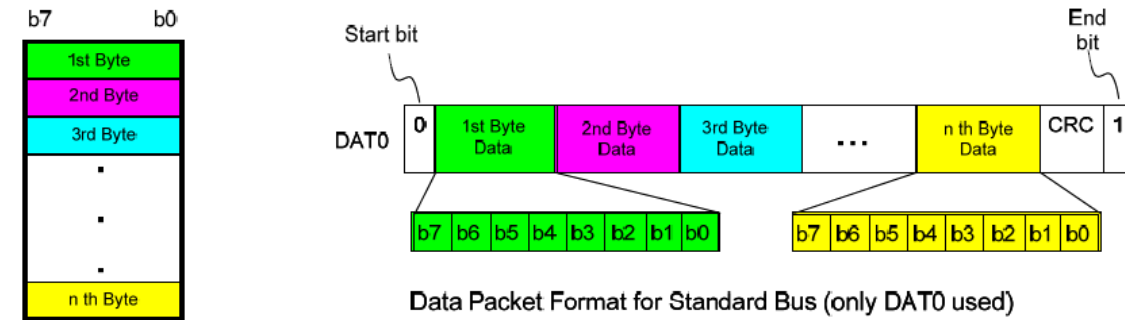 b7 b0
1st Byte
2nd Byte
3rd Byte
.
.
.
n th Byte
Start bit
End
bit
DAT0 0 1st Byte Data 2nd Byte Data 3rd Byte Data ... n th Byte Data CRC 1
b7 b6 b5 b4 b3 b2 b1 b0 b7 b6 b5 b4 b3 b2 b1 b0
Data Packet Format for Standard Bus (only DAT0 used)